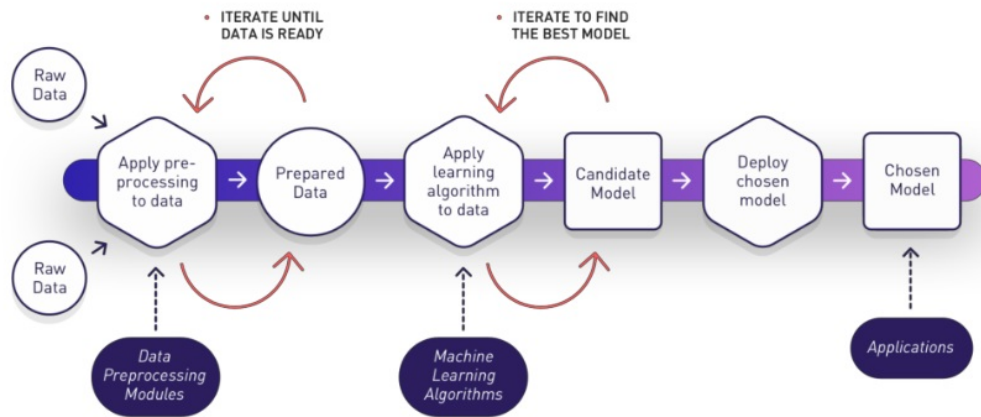 • ITERATE UNTIL
DATA IS READY
• ITERATE TO FIND
THE BEST MODEL
Raw
Data
Raw
Data
Apply pre-
processing
to data
Prepared
Data
Apply
learning
algorithm
to data
Candidate
Model
Deploy
chosen
model
Chosen
Model
Data
Preprocessing
Modules
Machine
Learning
Algorithms
Applications